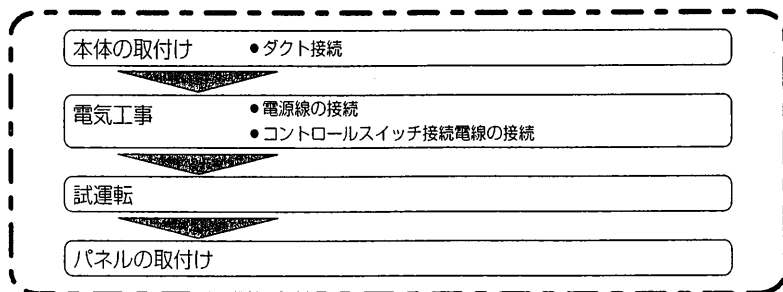 本体の取付け ●ダクト接続
電気工事 ●電源線の接続
●コントロールスイッチ接続電線の接続
試運転
パネルの取付け